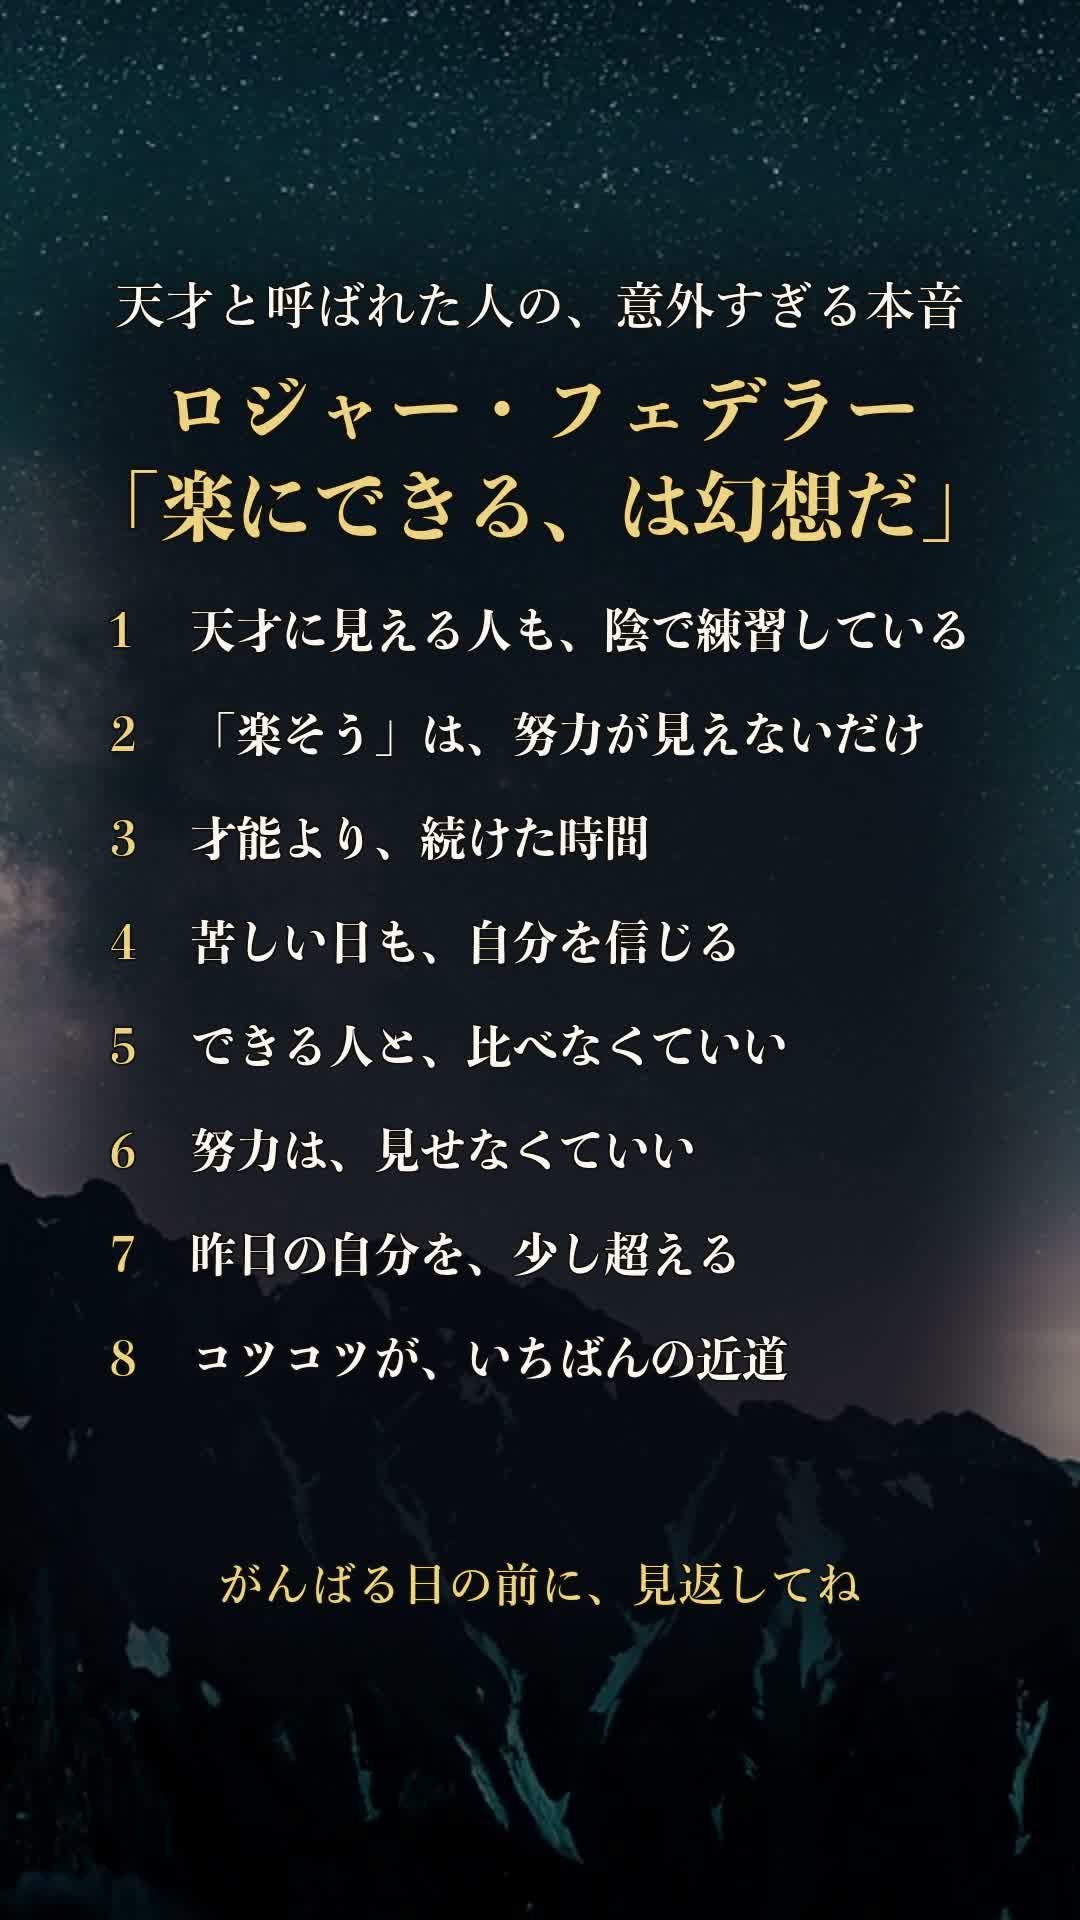 天才と呼ばれた人の、意外すぎる本音
ロジャー・フェデラー
「楽にできる、は幻想だ」
1 天才に見える人も、陰で練習している
2 「楽そう」は、努力が見えないだけ
3 才能より、続けた時間
4 苦しい日も、自分を信じる
5 できる人と、比べなくていい
6 努力は、見せなくていい
7 昨日の自分を、少し超える
8 コツコツが、いちばんの近道
がんばる日の前に、見返してね